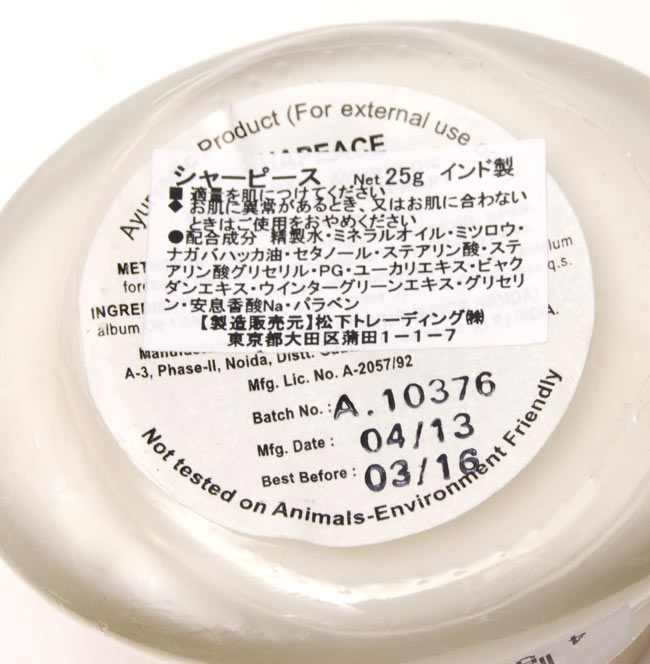 Product (For external use
シャーピース Net 25g インド製
■ 適量を肌につけてください
◆ お肌に異常があるとき、又はお肌に合わない
ときはご使用をおやめください
●配合成分 精製水・ミネラルオイル・ミツロウ・
ナガバハッカ油・セタノール・ステアリン酸・ステ
アリン酸グリセリル・PG・ユーカリエキス・ビャク
ダンエキス・ウインターグリーンエキス・グリセリ
ン・安息香酸Na・パラベン
【製造販売元】松下トレーディング㈱
東京都大田区蒲田1-1-7
album
q.s.
A-3, Phase-II, Noida, Distt.
Mfg. Lic. No. A-2057/92
Batch No. : A.10376
Mfg. Date : 04/13
Best Before : 03/16
Not tested on Animals-Environment Friendly